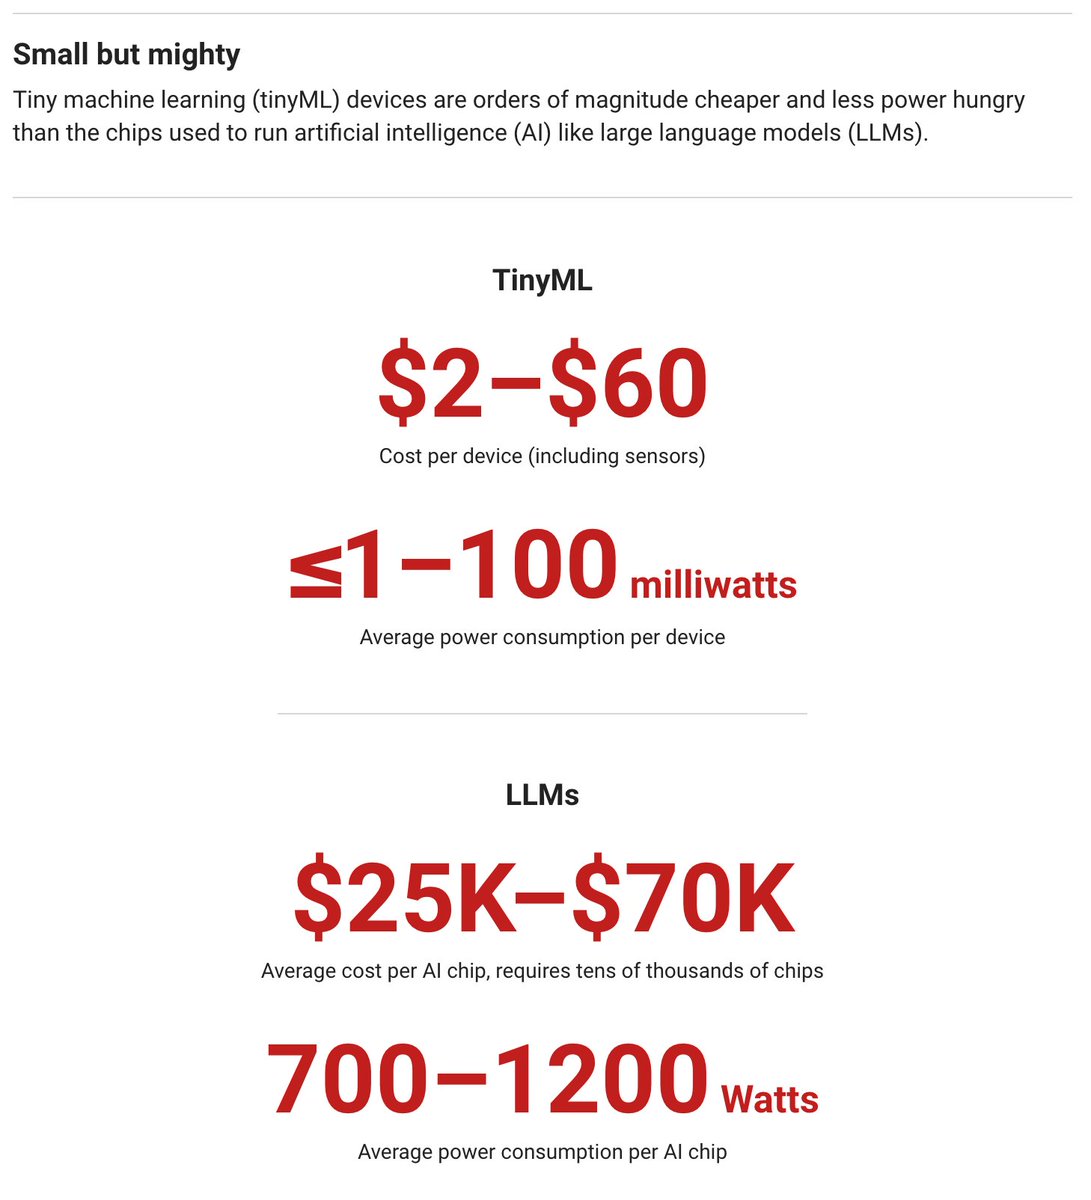 Small but mighty
Tiny machine learning (tinyML) devices are orders of magnitude cheaper and less power hungry
than the chips used to run artificial intelligence (AI) like large language models (LLMs).
TinyML
$2–$60
Cost per device (including sensors)
≤1–100 milliwatts
Average power consumption per device
LLMs
$25K–$70K
Average cost per AI chip, requires tens of thousands of chips
700–1200 Watts
Average power consumption per AI chip